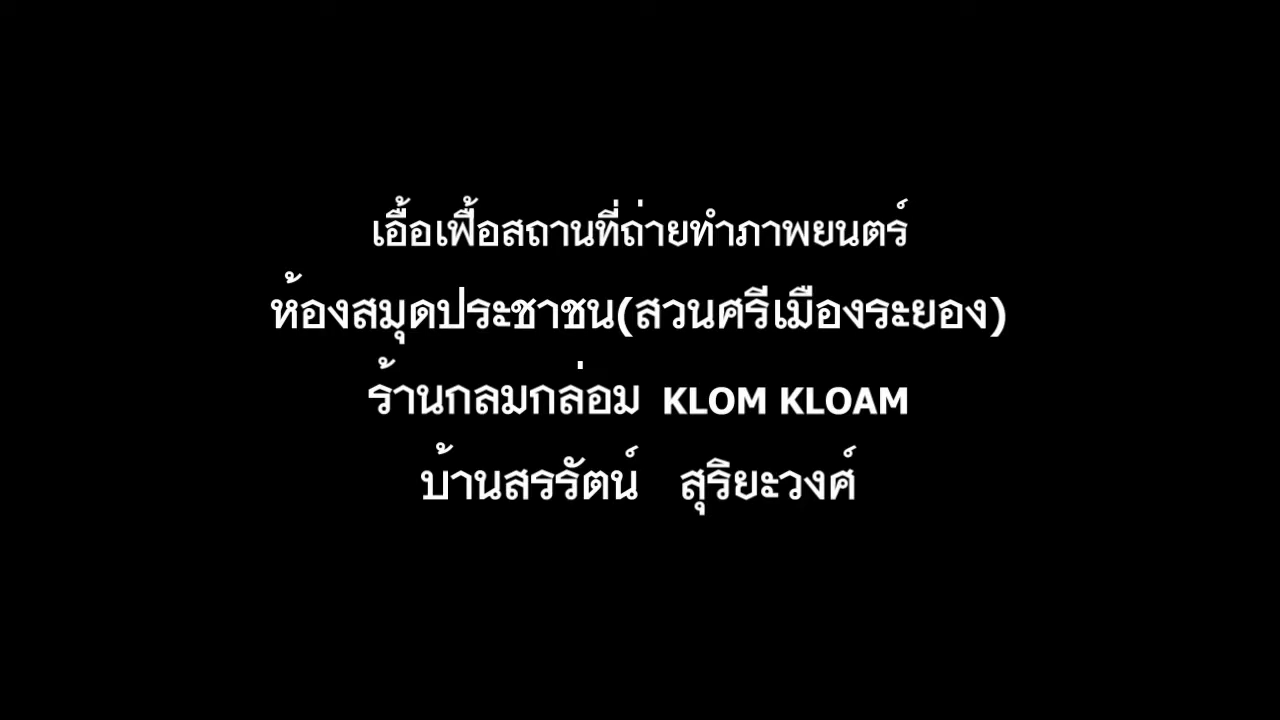 เอื้อเฟื้อสถานที่ถ่ายทำภาพยนตร์
ห้องสมุดประชาชน(สวนศรีเมืองระยอง)
ร้านกลมกล่อม KLOM KLOAM
บ้านสรรัตน์ สุริยะวงศ์